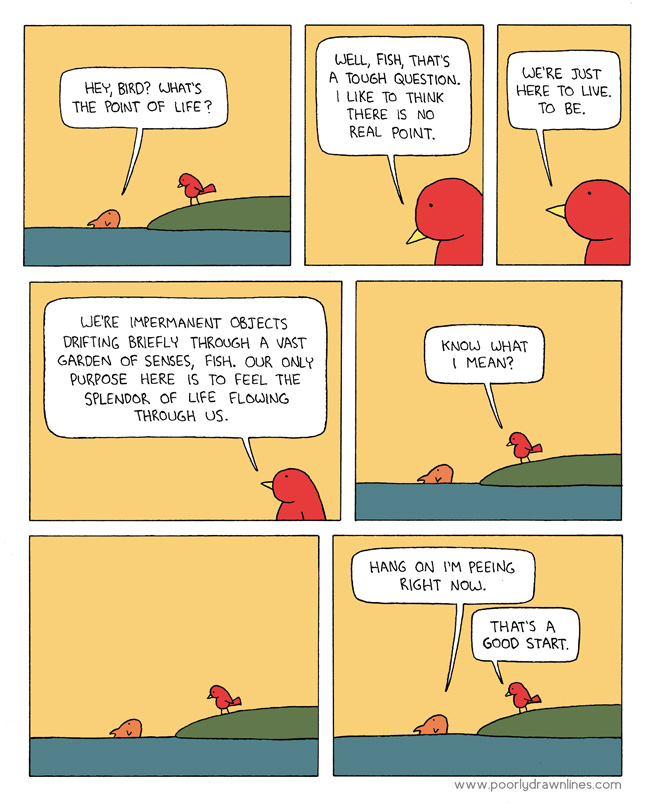 HEY, BIRD? WHAT'S
THE POINT OF LIFE?
WELL, FISH, THAT'S
A TOUGH QUESTION.
I LIKE TO THINK
THERE IS NO
REAL POINT.
WE'RE JUST
HERE TO LIVE.
TO BE.
WE'RE IMPERMANENT OBJECTS
DRIFTING BRIEFLY THROUGH A VAST
GARDEN OF SENSES, FISH. OUR ONLY
PURPOSE HERE IS TO FEEL THE
SPLENDOR OF LIFE FLOWING
THROUGH US.
KNOW WHAT
I MEAN?
HANG ON I'M PEEING
RIGHT NOW.
THAT'S A
GOOD START.
www.poorlydrawnlines.com